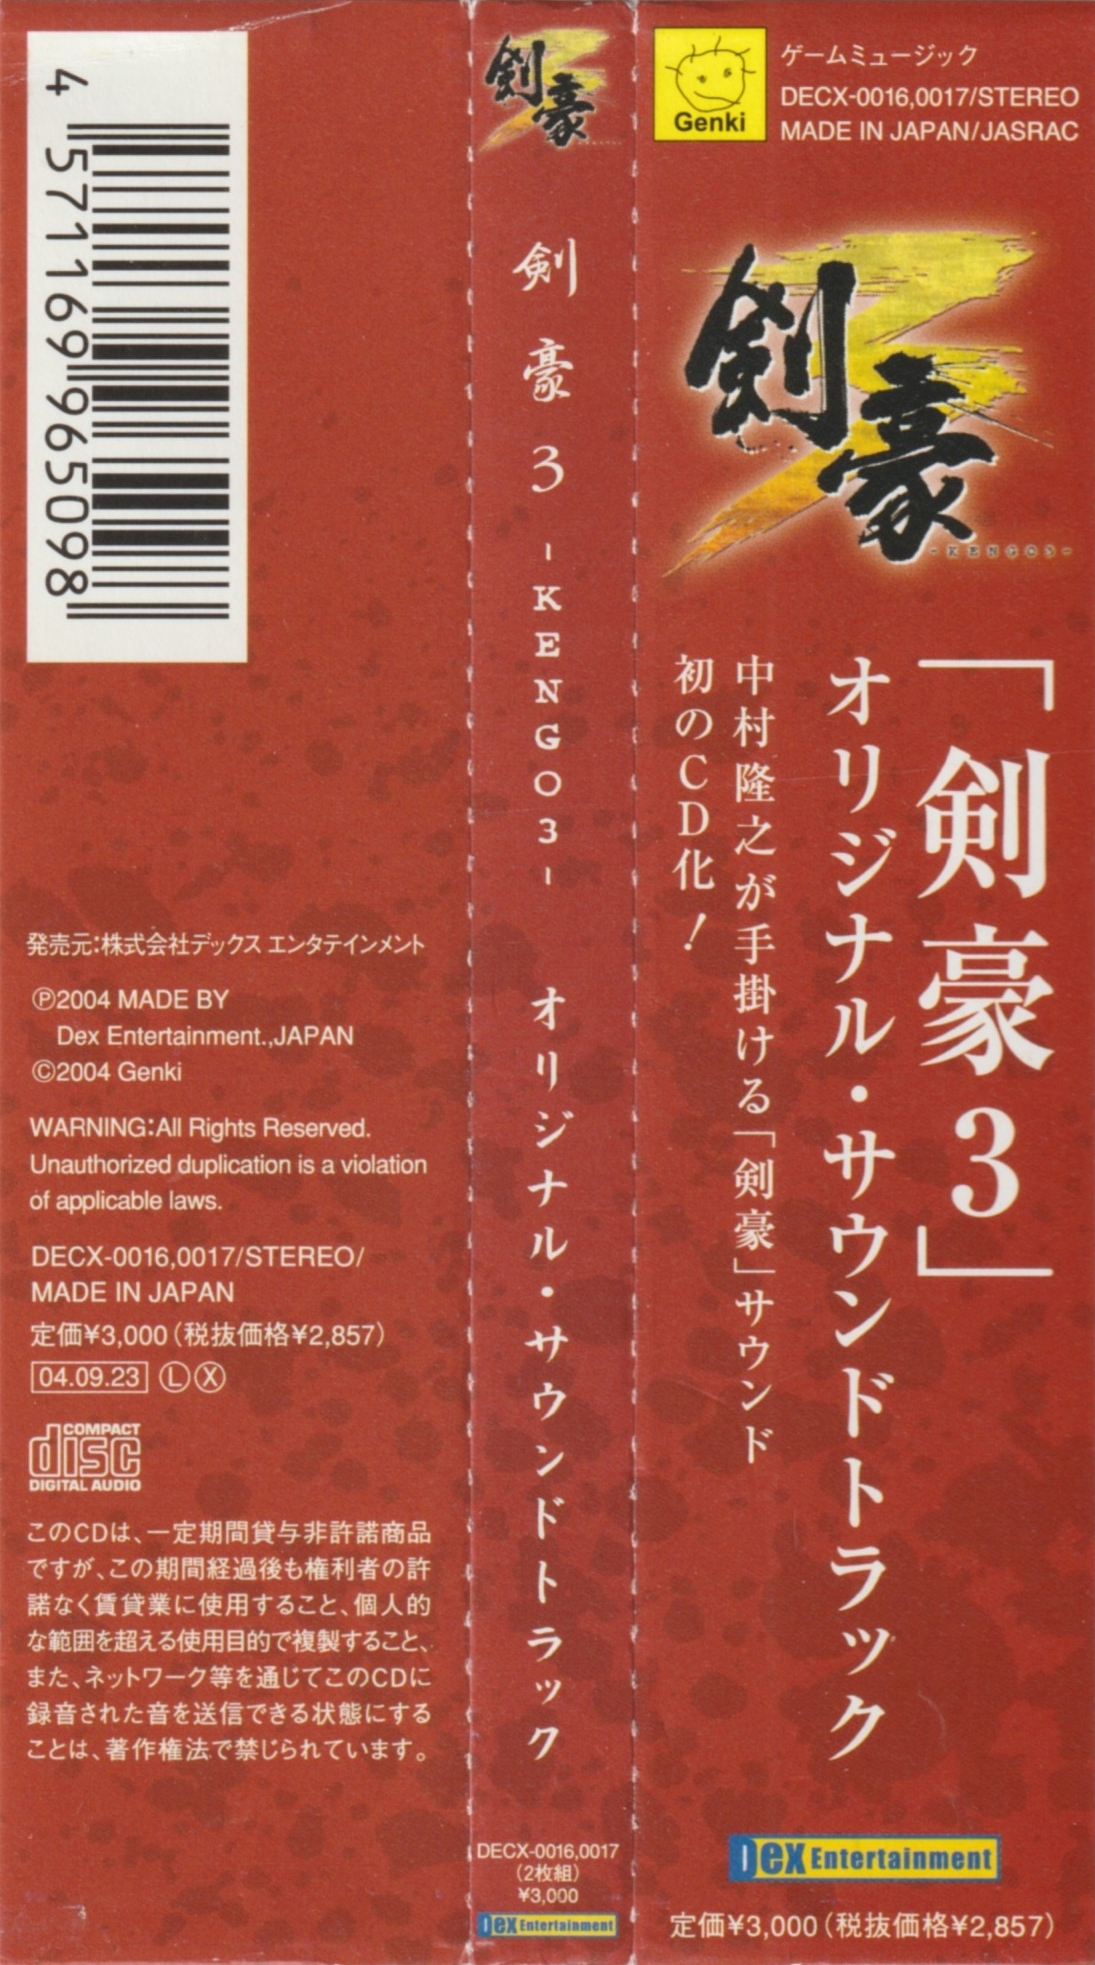 Genki
ゲームミュージック
DECX-0016,0017/STEREO
MADE IN JAPAN/JASRAC
剣豪3
-KENGO3-
「剣豪3」
オリジナル・サウンドトラック
中村隆之が手掛ける「剣豪」サウンド
初のCD化!
Dex Entertainment
定価¥3,000(税抜価格¥2,857)
剣豪3
剣豪3 -KENGO3- オリジナル・サウンドトラック
DECX-0016,0017
(2枚組)
¥3,000
Dex Entertainment
4 571169 965098
発売元:株式会社デックス エンタテインメント
Ⓟ2004 MADE BY
Dex Entertainment.,JAPAN
©2004 Genki
WARNING:All Rights Reserved.
Unauthorized duplication is a violation
of applicable laws.
DECX-0016,0017/STEREO/
MADE IN JAPAN
定価¥3,000(税抜価格¥2,857)
04.09.23 ⓁⓍ
COMPACT
disc
DIGITAL AUDIO
このCDは、一定期間貸与非許諾商品
ですが、この期間経過後も権利者の許
諾なく賃貸業に使用すること、個人的
な範囲を超える使用目的で複製すること、
また、ネットワーク等を通じてこのCDに
録音された音を送信できる状態にする
ことは、著作権法で禁じられています。